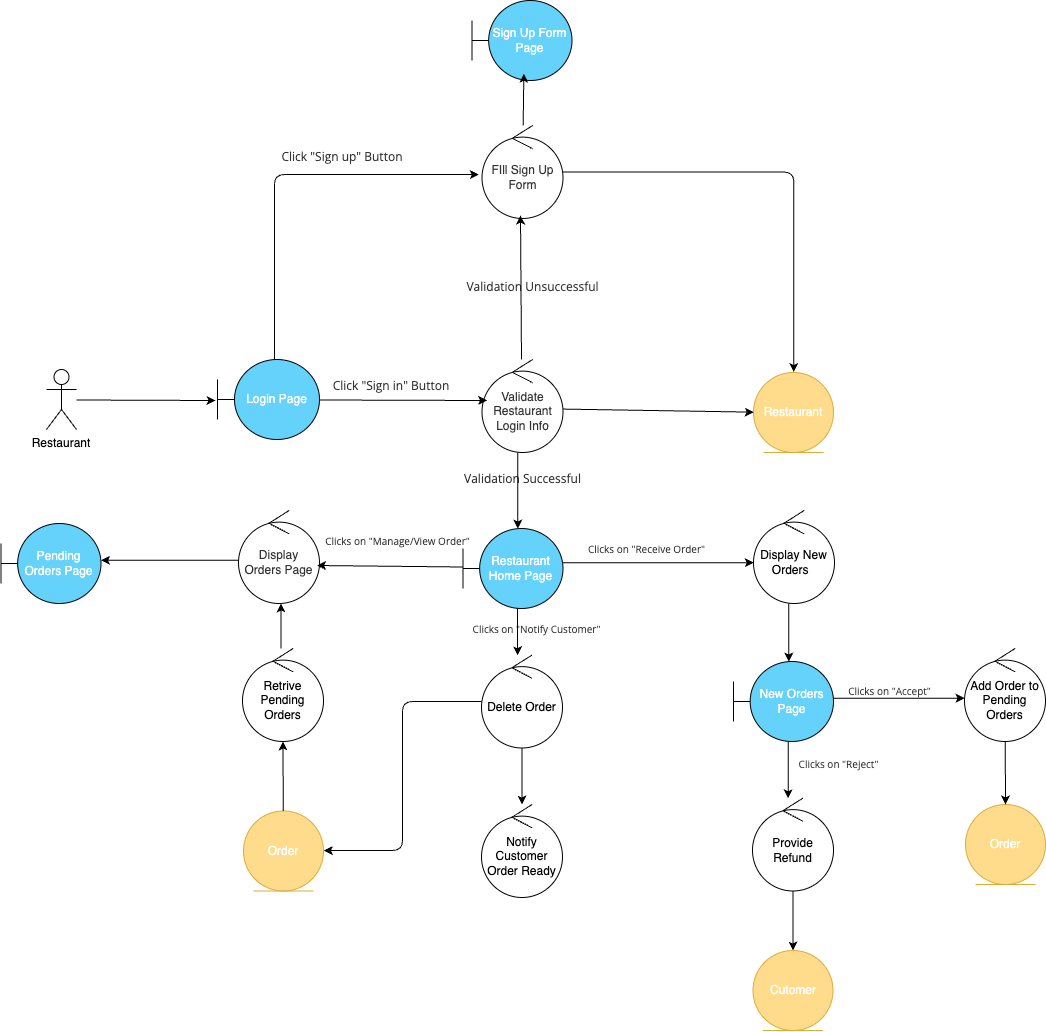 Sign Up Form
Page
Click "Sign up" Button
FIll Sign Up
Form
Validation Unsuccessful
Restaurant
Login Page
Click "Sign in" Button
Validate
Restaurant
Login Info
Restaurant
Validation Successful
Pending
Orders Page
Display
Orders Page
Clicks on "Manage/View Order"
Restaurant
Home Page
Clicks on "Receive Order"
Display New
Orders
Clicks on "Notify Customer"
Retrive
Pending
Orders
Delete Order
New Orders
Page
Clicks on "Accept"
Add Order to
Pending
Orders
Clicks on "Reject"
Order
Notify
Customer
Order Ready
Provide
Refund
Order
Cutomer